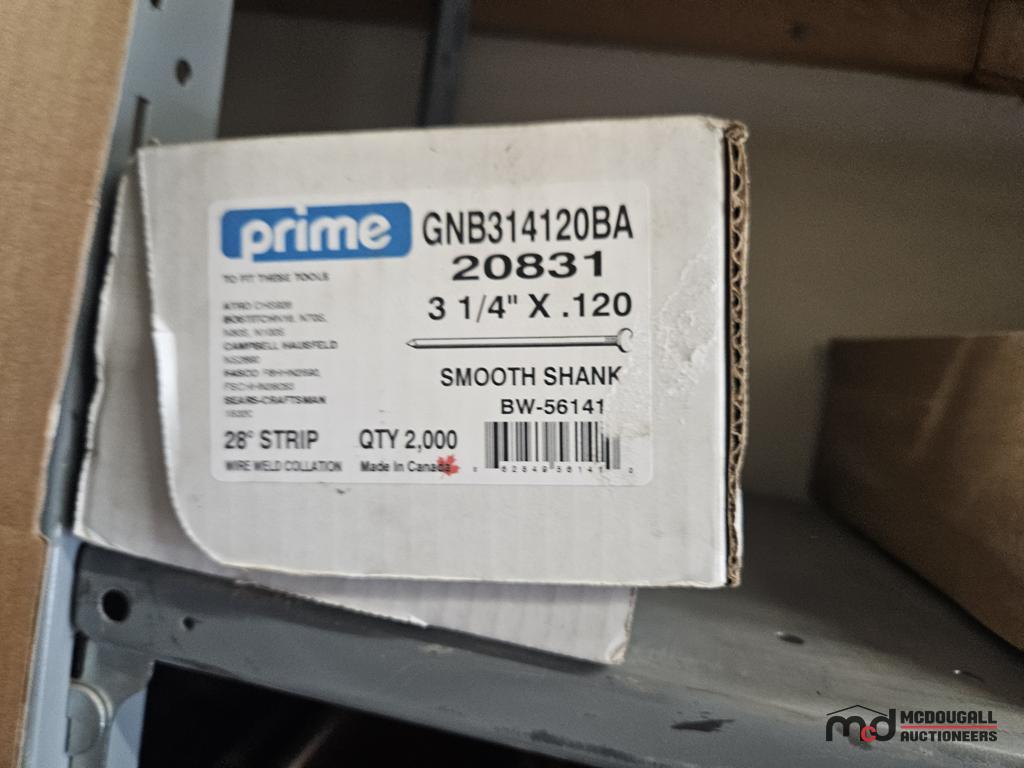 prime
GNB314120BA
20831
3 1/4" X .120
TO FIT THESE TOOLS
CAMPBELL HAUSFELD
SEARS-CRAFTSMAN
SMOOTH SHANK
BW-56141
28° STRIP
QTY 2,000
WIRE WELD COLLATION
Made In Canada
mcd MCDOUGALL
AUCTIONEERS